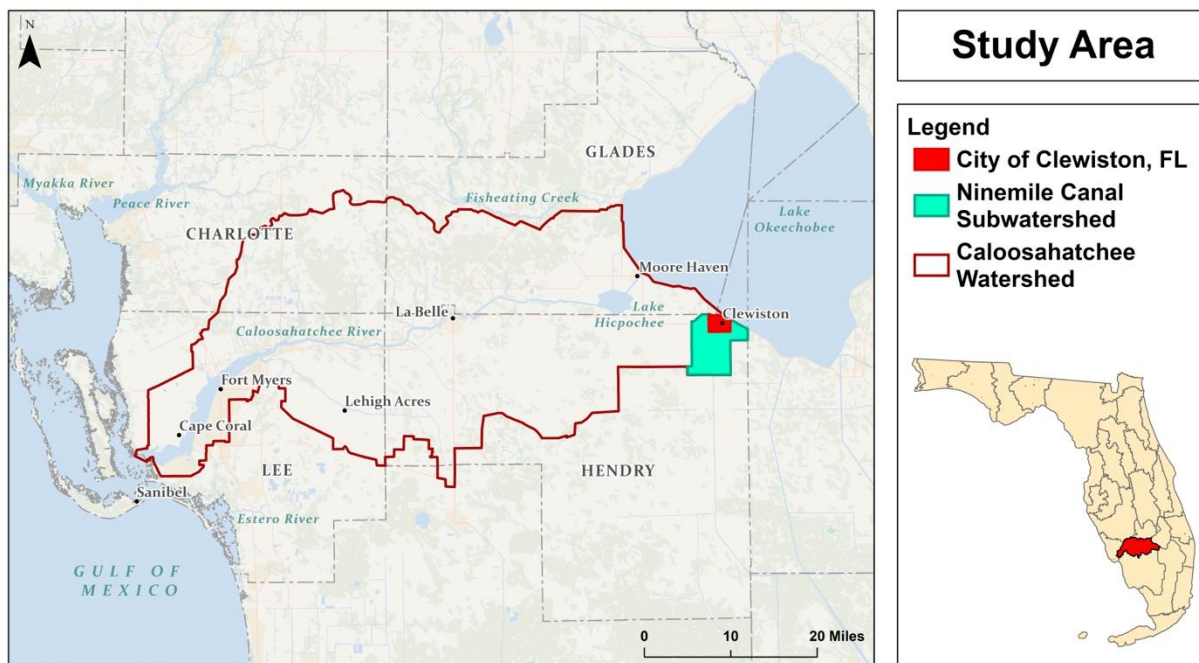 N
GLADES
Myakka River
Peace River
Fisheating Creek
Lake
Okeechobee
CHARLOTTE
Moore Haven
La Belle
Lake
Hicpochee
Clewiston
Caloosahatchee River
Fort Myers
Lehigh Acres
Cape Coral
LEE
HENDRY
Sanibel
Estero River
GULF OF
MEXICO
0 10 20 Miles
Study Area
Legend
City of Clewiston, FL
Ninemile Canal
Subwatershed
Caloosahatchee
Watershed